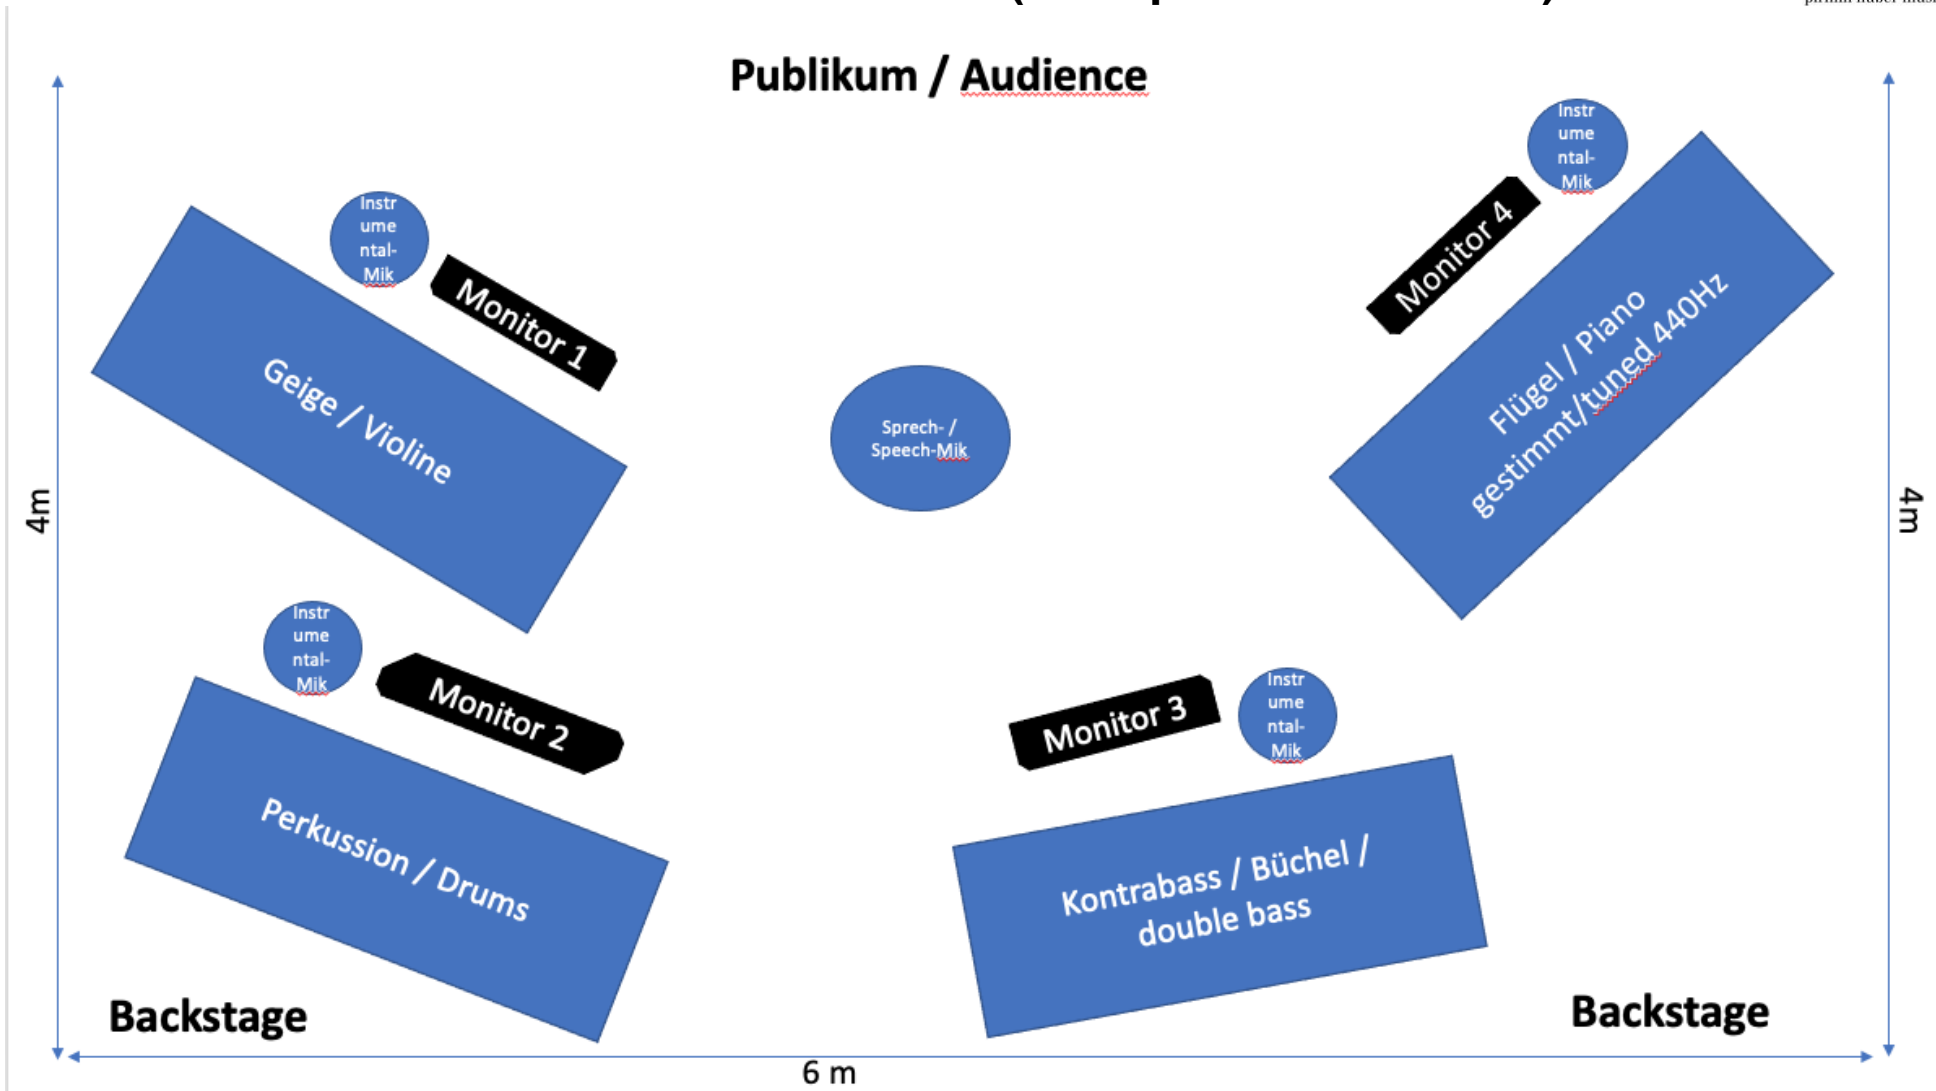 Publikum / Audience
Instr
ume
ntal-
Mik
Monitor 1
Geige / Violine
Instr
ume
ntal-
Mik
Monitor 4
Flügel / Piano
gestimmt/tuned 440Hz
Sprech- /
Speech-Mik
4m
4m
Instr
ume
ntal-
Mik
Monitor 2
Perkussion / Drums
Monitor 3
Instr
ume
ntal-
Mik
Kontrabass / Büchel /
double bass
Backstage
Backstage
6 m